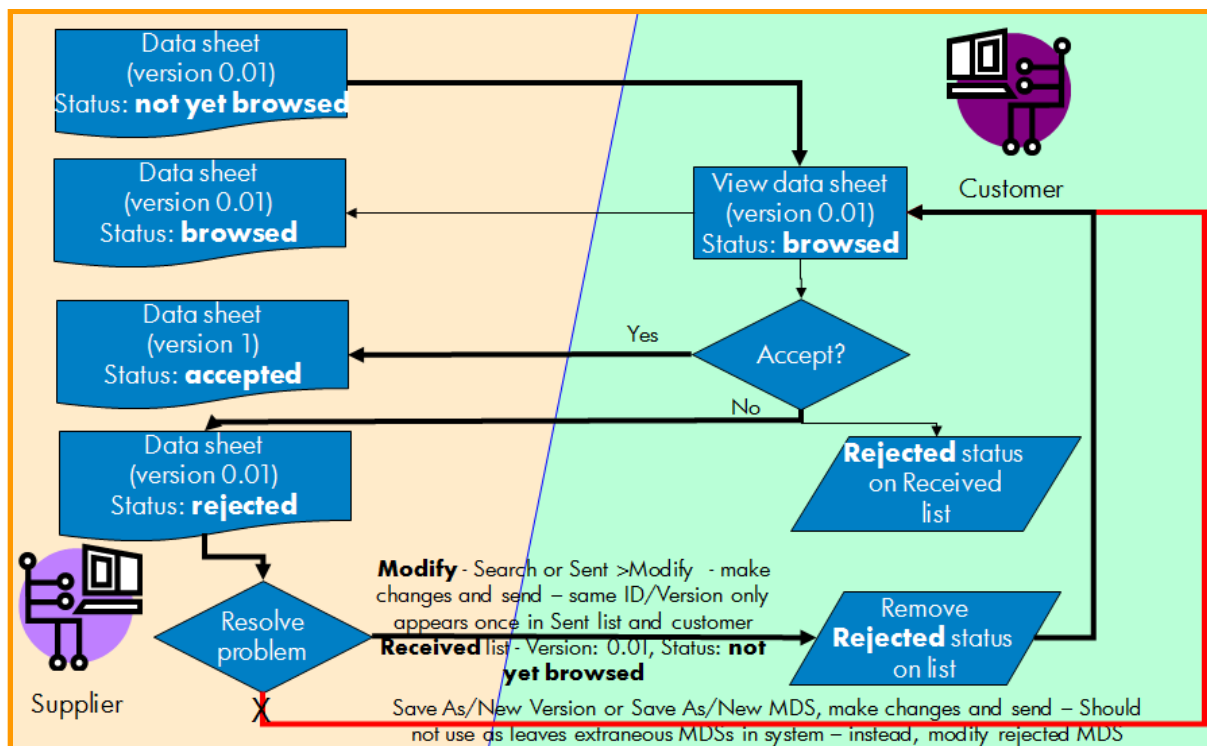 Data sheet
(version 0.01)
Status: not yet browsed
Customer
Data sheet
(version 0.01)
Status: browsed
View data sheet
(version 0.01)
Status: browsed
Data sheet
(version 1)
Status: accepted
Yes
Accept?
No
Data sheet
(version 0.01)
Status: rejected
Rejected status
on Received
list
Supplier
Resolve
problem
X
Modify - Search or Sent >Modify - make
changes and send – same ID/Version only
appears once in Sent list and customer
Received list - Version: 0.01, Status: not
yet browsed
Remove
Rejected status
on list
Save As/New Version or Save As/New MDS, make changes and send – Should
not use as leaves extraneous MDSs in system – instead, modify rejected MDS